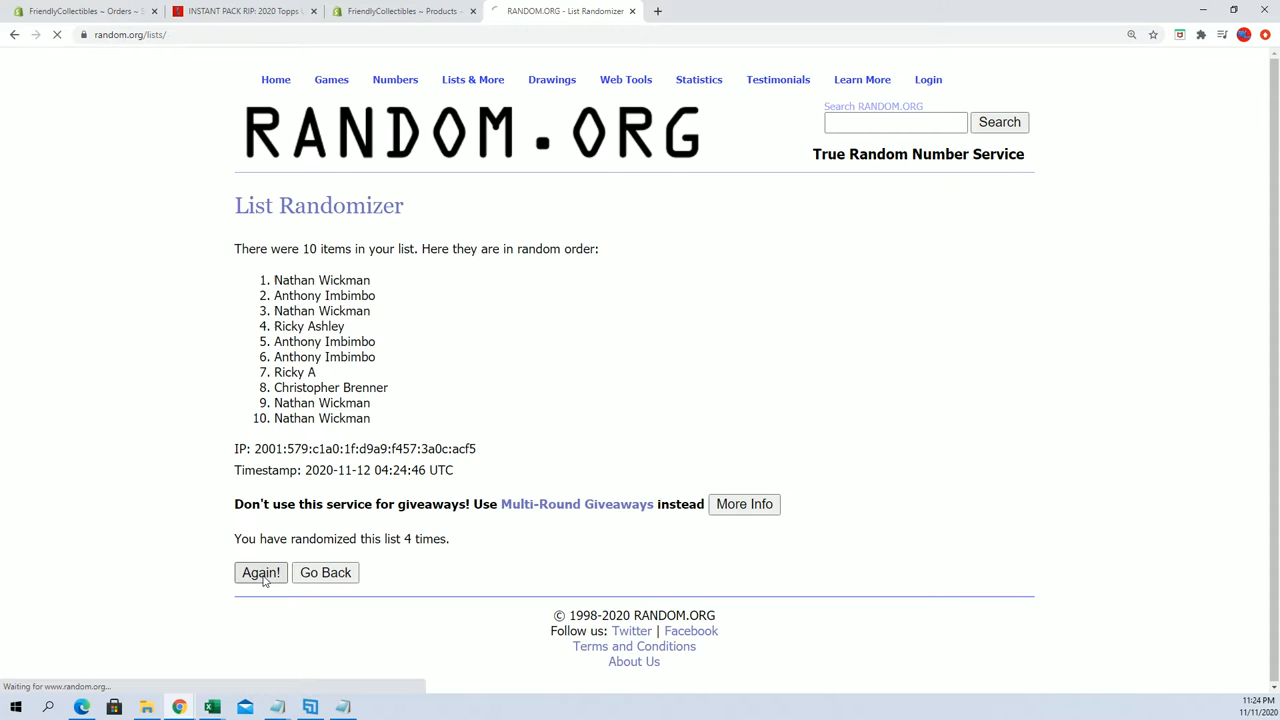 FriendlyCollectibles ~ Orders ~ S
INSTANT PACK RIP: 2020 Topps U
FriendlyCollectibles ~ Products ~
RANDOM.ORG - List Randomizer
random.org/lists/
Home Games Numbers Lists & More Drawings Web Tools Statistics Testimonials Learn More Login
RANDOM.ORG
Search RANDOM.ORG
Search
True Random Number Service
List Randomizer
There were 10 items in your list. Here they are in random order:
1. Nathan Wickman
2. Anthony Imbimbo
3. Nathan Wickman
4. Ricky Ashley
5. Anthony Imbimbo
6. Anthony Imbimbo
7. Ricky A
8. Christopher Brenner
9. Nathan Wickman
10. Nathan Wickman
IP: 2001:579:c1a0:1f:d9a9:f457:3a0c:acf5
Timestamp: 2020-11-12 04:24:46 UTC
Don't use this service for giveaways! Use Multi-Round Giveaways instead More Info
You have randomized this list 4 times.
Again! Go Back
© 1998-2020 RANDOM.ORG
Follow us: Twitter | Facebook
Terms and Conditions
About Us
Waiting for www.random.org...
11:24 PM
11/11/2020